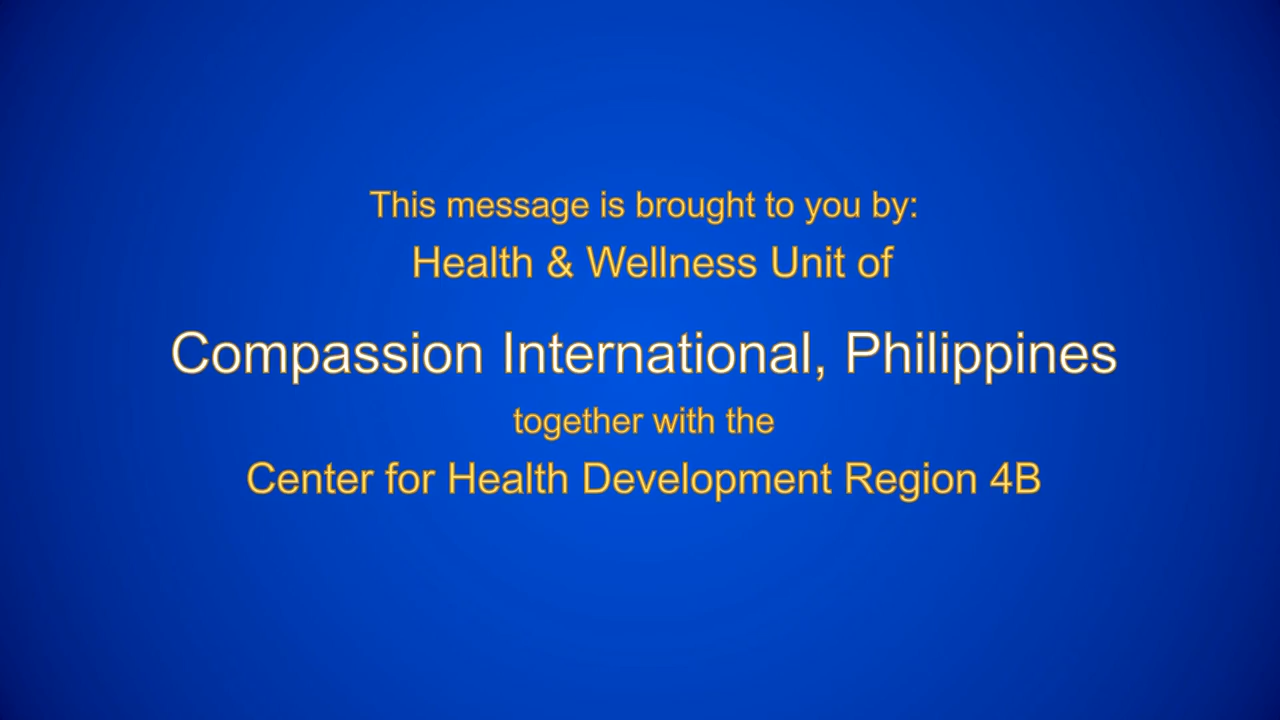 This message is brought to you by:
Health & Wellness Unit of
Compassion International, Philippines
together with the
Center for Health Development Region 4B